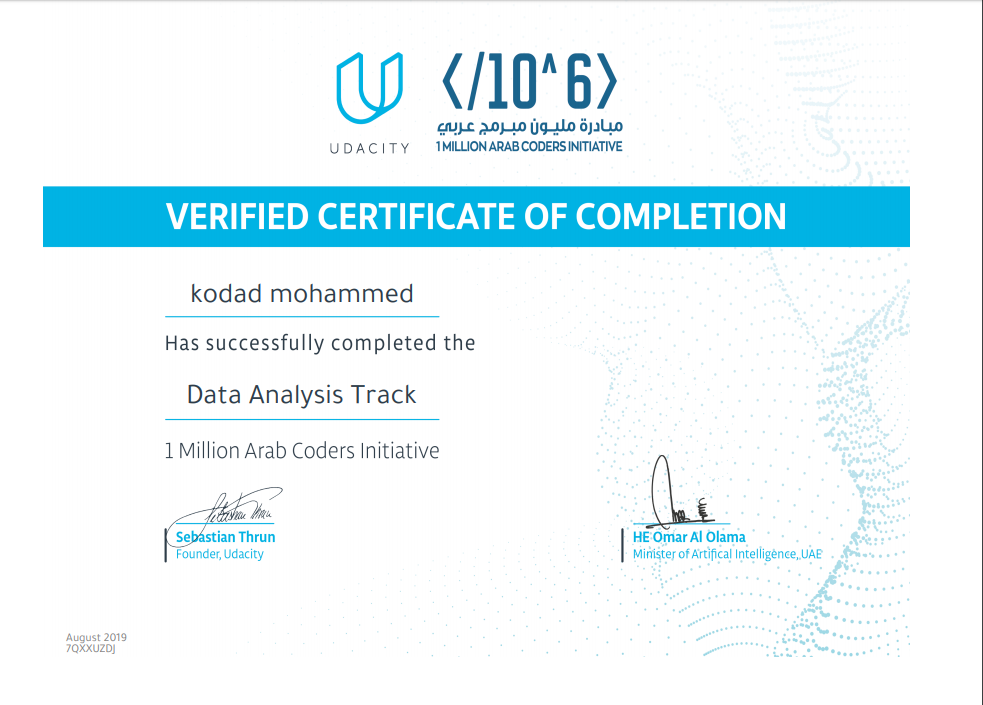 UDACITY
</10^6>
مبادرة مليون مبرمج عربي
1 MILLION ARAB CODERS INITIATIVE
VERIFIED CERTIFICATE OF COMPLETION
kodad mohammed
Has successfully completed the
Data Analysis Track
1 Million Arab Coders Initiative
Sebastian Thrun
Founder, Udacity
HE Omar Al Olama
Minister of Artifical Intelligence, UAE
August 2019
7QXXUZDJ